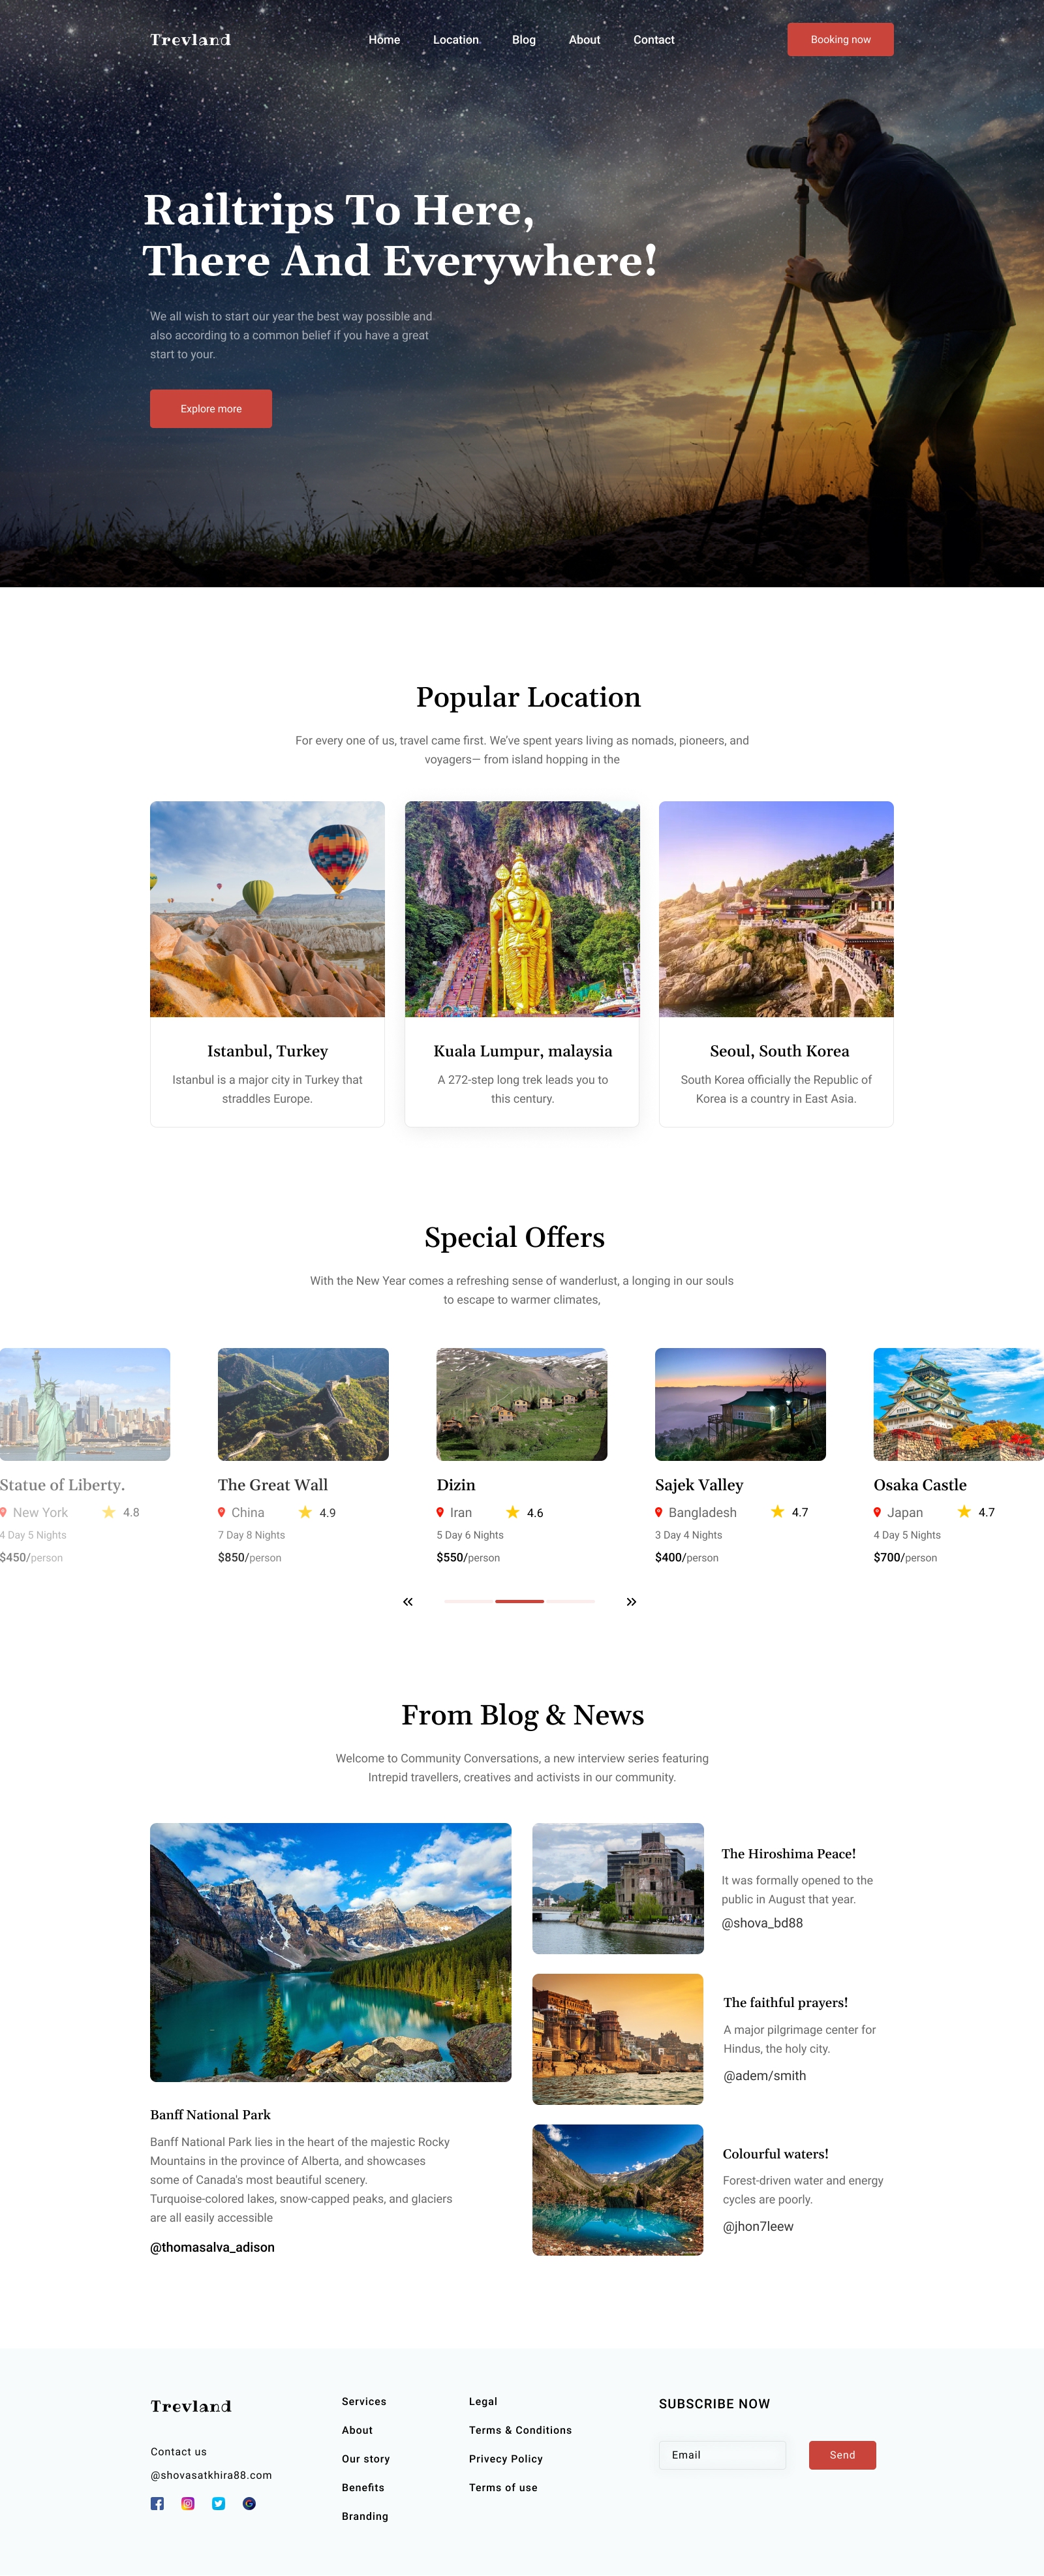 Trevland
Home Location Blog About Contact
Booking now
Railtrips To Here,
There And Everywhere!
We all wish to start our year the best way possible and
also according to a common belief if you have a great
start to your.
Explore more
Popular Location
For every one of us, travel came first. We've spent years living as nomads, pioneers, and
voyagers— from island hopping in the
Istanbul, Turkey
Istanbul is a major city in Turkey that
straddles Europe.
Kuala Lumpur, malaysia
A 272-step long trek leads you to
this century.
Seoul, South Korea
South Korea officially the Republic of
Korea is a country in East Asia.
Special Offers
With the New Year comes a refreshing sense of wanderlust, a longing in our souls
to escape to warmer climates,
Statue of Liberty.
New York 4.8
4 Day 5 Nights
$450/person
The Great Wall
China 4.9
7 Day 8 Nights
$850/person
Dizin
Iran 4.6
5 Day 6 Nights
$550/person
Sajek Valley
Bangladesh 4.7
3 Day 4 Nights
$400/person
Osaka Castle
Japan 4.7
4 Day 5 Nights
$700/person
From Blog & News
Welcome to Community Conversations, a new interview series featuring
Intrepid travellers, creatives and activists in our community.
Banff National Park
Banff National Park lies in the heart of the majestic Rocky
Mountains in the province of Alberta, and showcases
some of Canada's most beautiful scenery.
Turquoise-colored lakes, snow-capped peaks, and glaciers
are all easily accessible
@thomasalva_adison
The Hiroshima Peace!
It was formally opened to the
public in August that year.
@shova_bd88
The faithful prayers!
A major pilgrimage center for
Hindus, the holy city.
@adem/smith
Colourful waters!
Forest-driven water and energy
cycles are poorly.
@jhon7leew
Trevland
Contact us
@shovasatkhira88.com
Services
About
Our story
Benefits
Branding
Legal
Terms & Conditions
Privecy Policy
Terms of use
SUBSCRIBE NOW
Email
Send